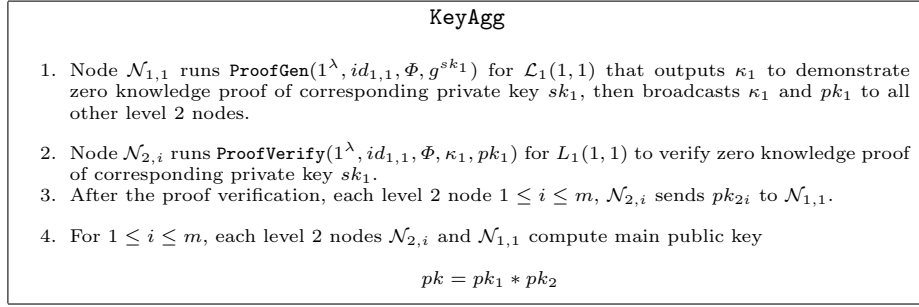 KeyAgg
1. Node 𝒩₁,₁ runs ProofGen(1^λ, id₁,₁, Φ, g^{sk₁}) for ℒ₁(1, 1) that outputs κ₁ to demonstrate
zero knowledge proof of corresponding private key sk₁, then broadcasts κ₁ and pk₁ to all
other level 2 nodes.
2. Node 𝒩₂,ᵢ runs ProofVerify(1^λ, id₁,₁, Φ, κ₁, pk₁) for L₁(1, 1) to verify zero knowledge proof
of corresponding private key sk₁.
3. After the proof verification, each level 2 node 1 ≤ i ≤ m, 𝒩₂,ᵢ sends pk₂ᵢ to 𝒩₁,₁.
4. For 1 ≤ i ≤ m, each level 2 nodes 𝒩₂,ᵢ and 𝒩₁,₁ compute main public key
pk = pk₁ * pk₂